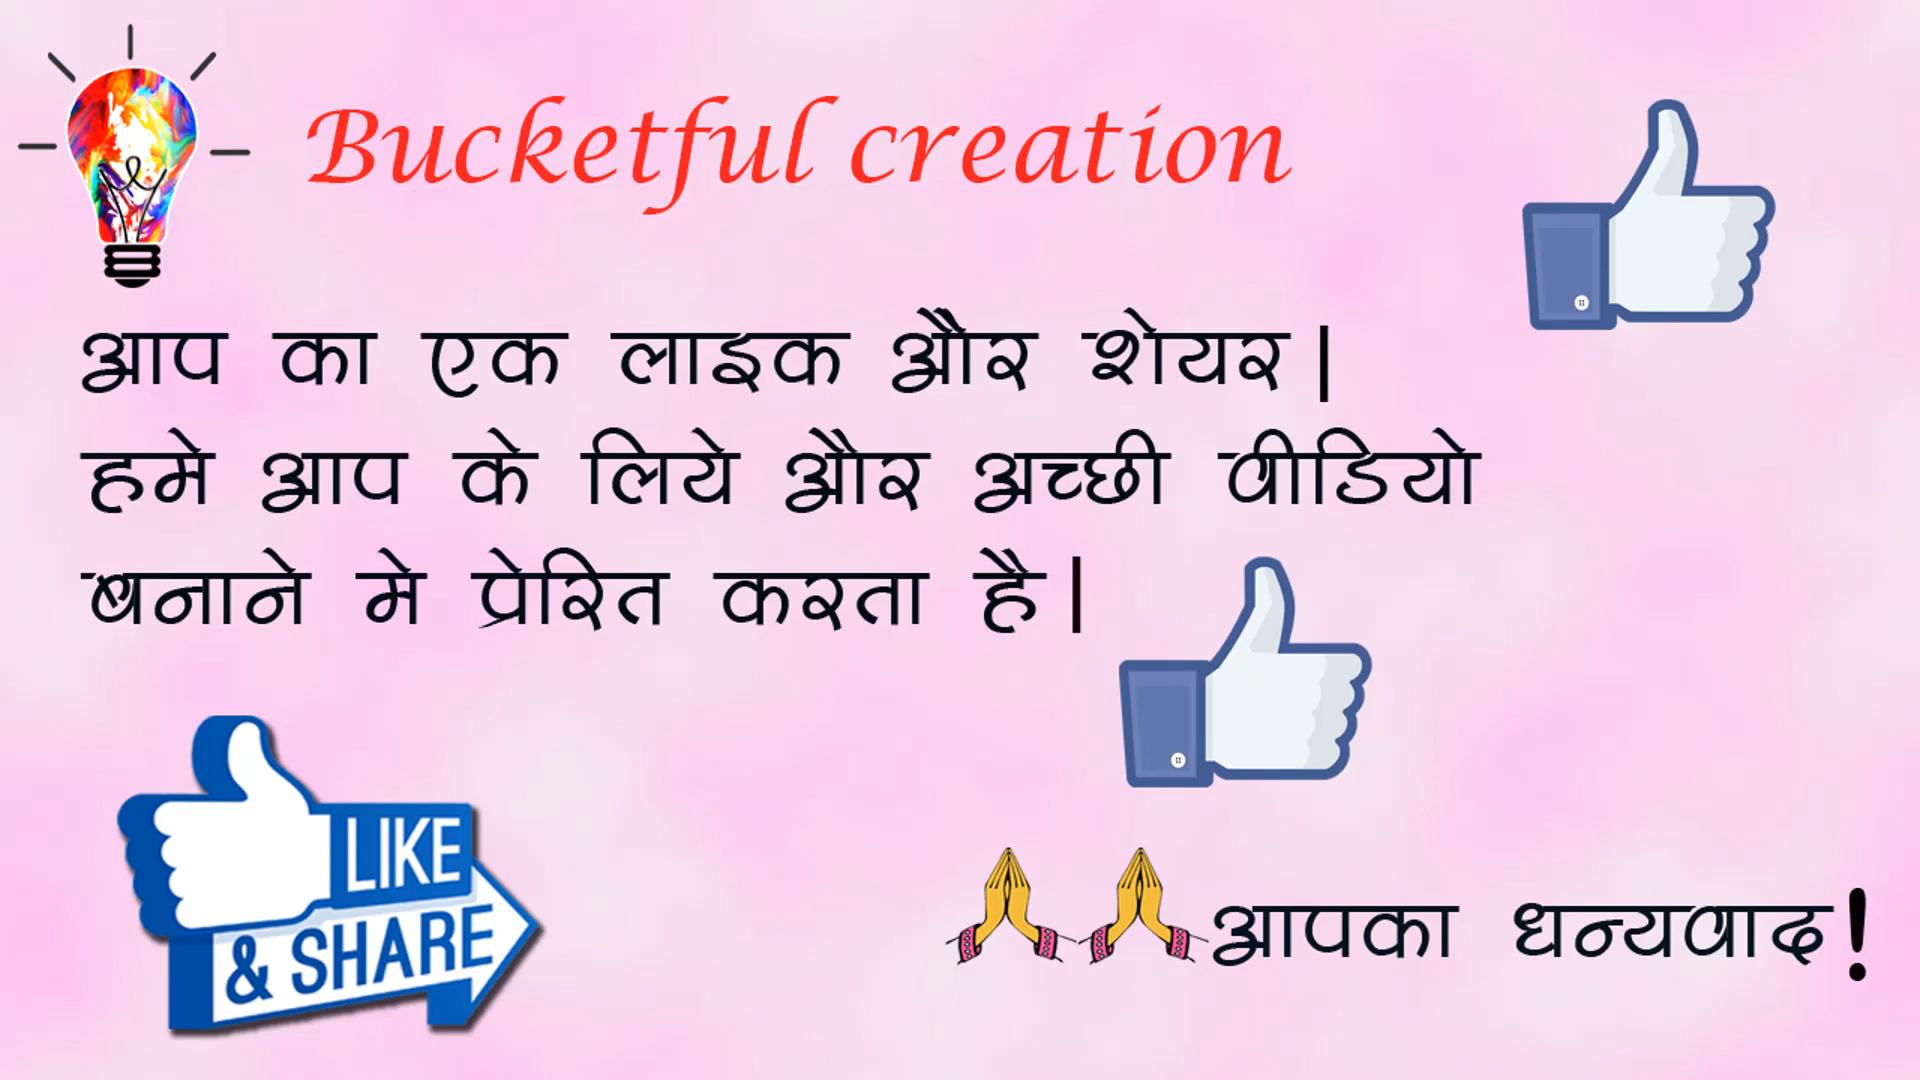 Bucketful creation
आप का एक लाइक और शेयर|
हमे आप के लिये और अच्छी वीडियो
बनाने मे प्रेरित करता है|
LIKE
& SHARE
आपका धन्यवाद!